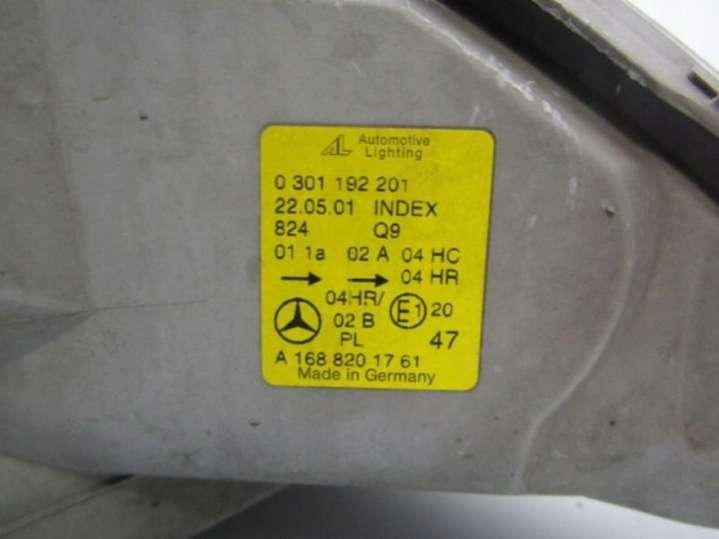 AL Automotive
Lighting
0 301 192 201
22.05.01 INDEX
824 Q9
01 1a 02 A 04 HC
04 HR
04HR/
02 B E1 20
PL 47
A 168 820 17 61
Made in Germany